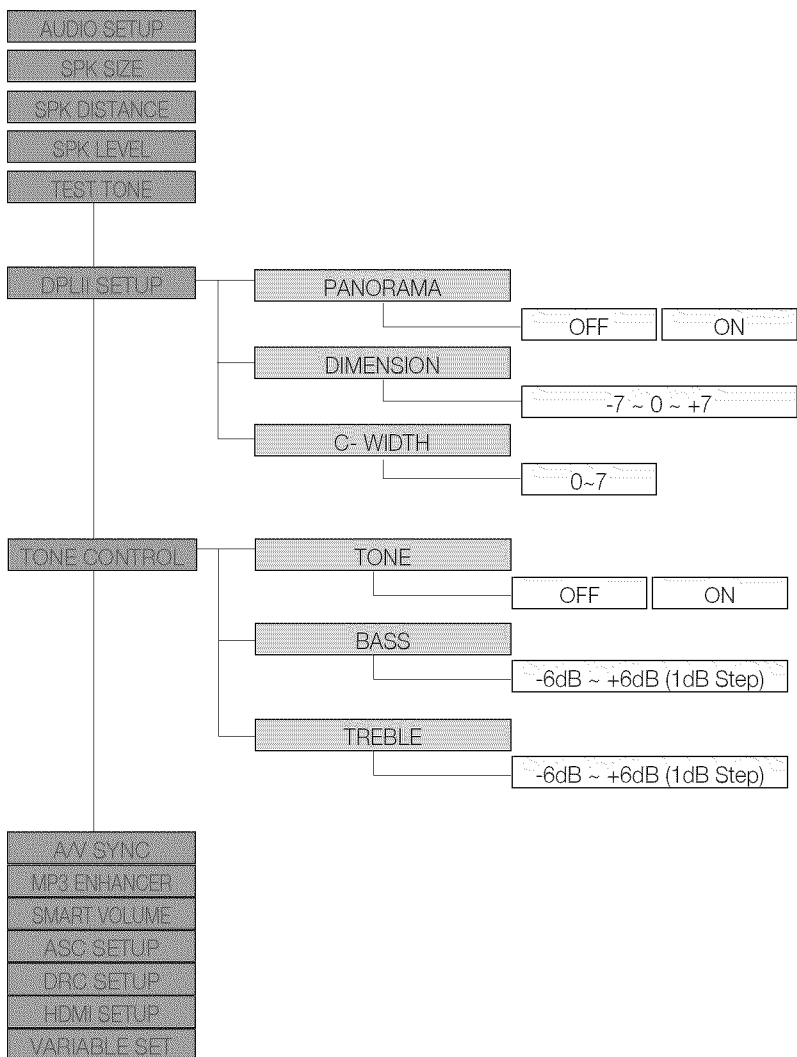 AUDIO SETUP
SPK SIZE
SPK DISTANCE
SPK LEVEL
TEST TONE
DPLII SETUP
PANORAMA
OFF
ON
DIMENSION
-7 ~ 0 ~ +7
C- WIDTH
0~7
TONE CONTROL
TONE
OFF
ON
BASS
-6dB ~ +6dB (1dB Step)
TREBLE
-6dB ~ +6dB (1dB Step)
A/V SYNC
MP3 ENHANCER
SMART VOLUME
ASC SETUP
DRC SETUP
HDMI SETUP
VARIABLE SET